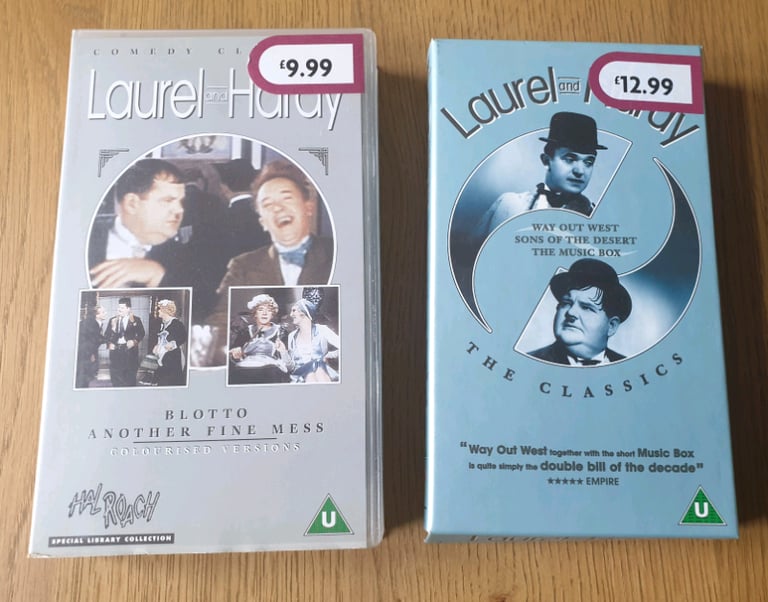 COMEDY CL
£9.99
Laurel and Hardy
BLOTTO
ANOTHER FINE MESS
COLOURISED VERSIONS
HAL ROACH
SPECIAL LIBRARY COLLECTION
U
£12.99
Laurel and Hardy
WAY OUT WEST
SONS OF THE DESERT
THE MUSIC BOX
THE CLASSICS
"Way Out West together with the short Music Box
is quite simply the double bill of the decade"
★★★★★ EMPIRE
U